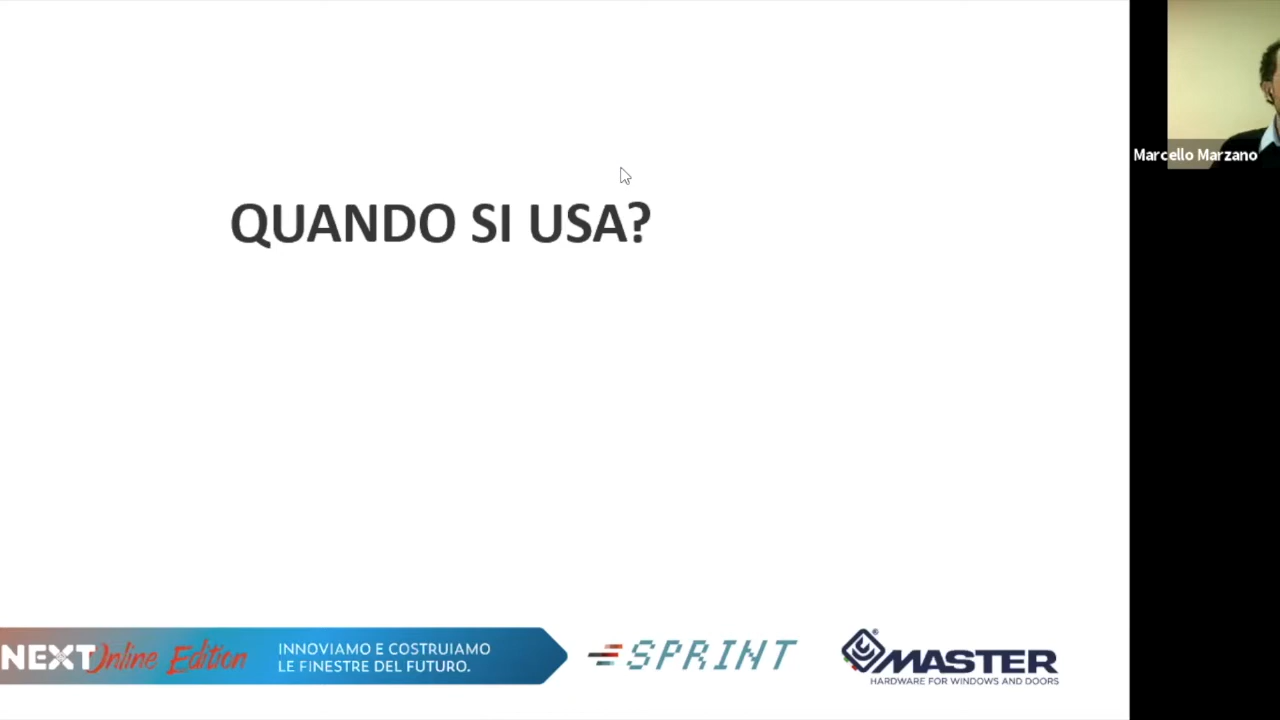 Marcello Marzano
QUANDO SI USA?
NEXT Online Edition
INNOVIAMO E COSTRUIAMO
LE FINESTRE DEL FUTURO.
SPRINT
MASTER®
HARDWARE FOR WINDOWS AND DOORS